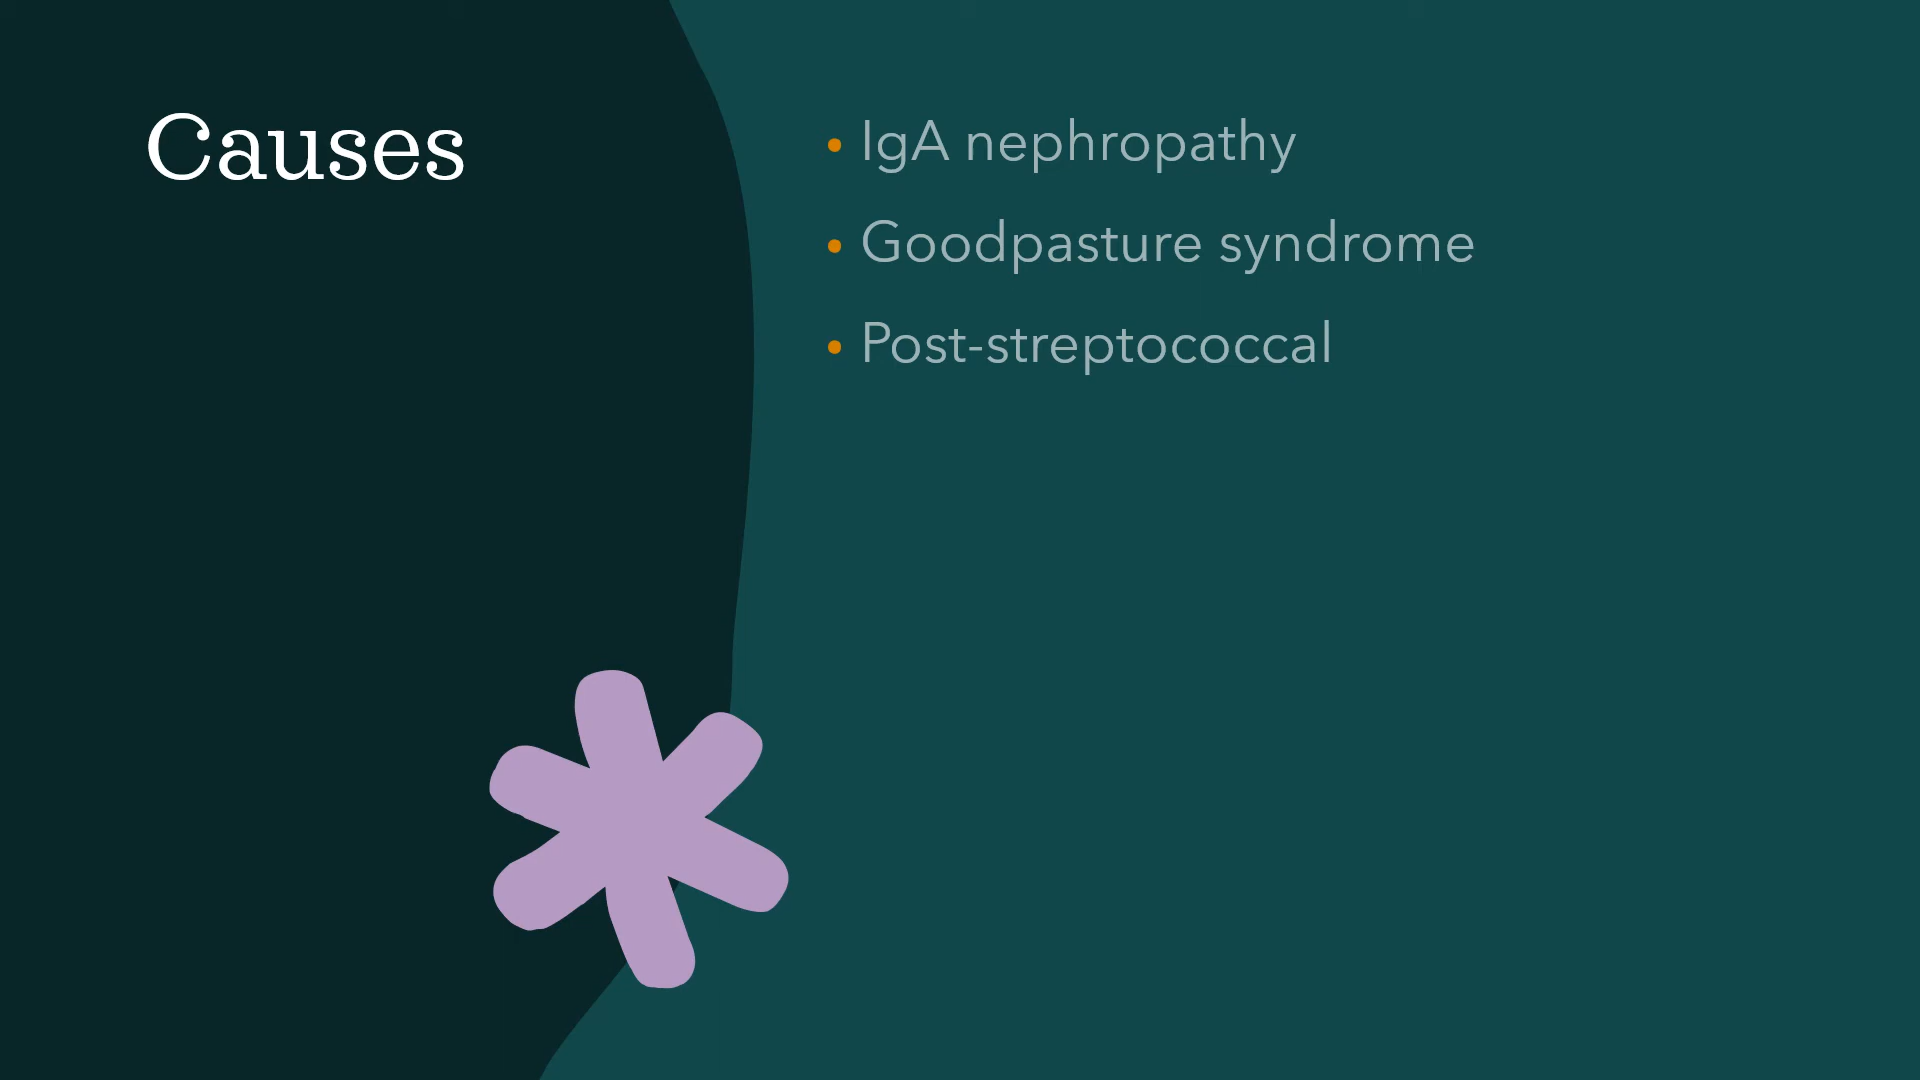 Causes
• IgA nephropathy
• Goodpasture syndrome
• Post-streptococcal